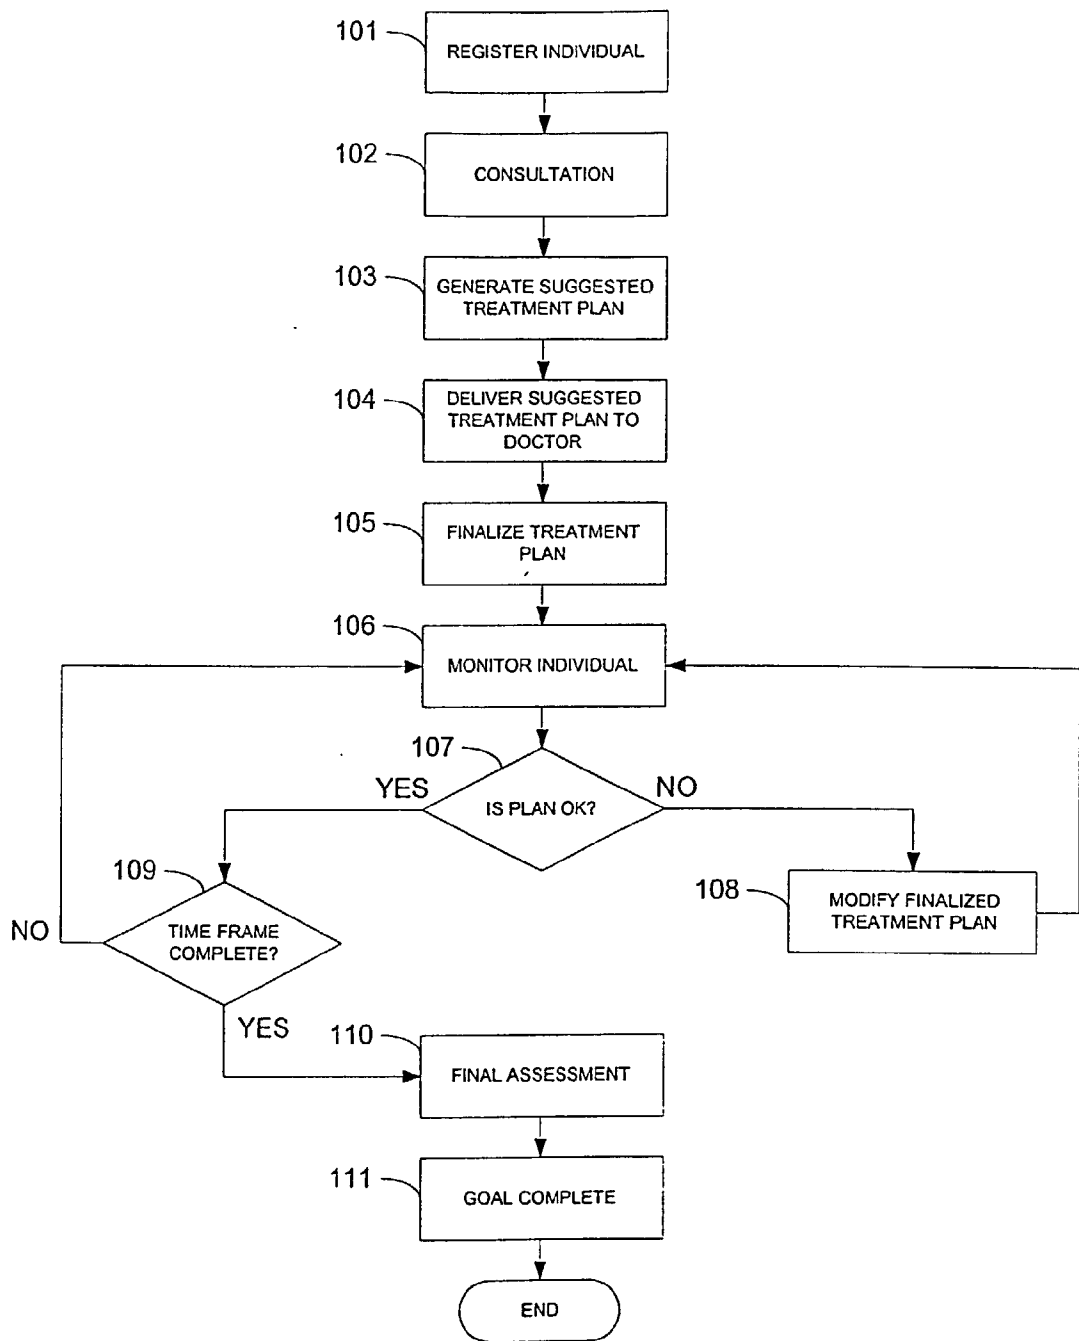 101
REGISTER INDIVIDUAL
102
CONSULTATION
103
GENERATE SUGGESTED
TREATMENT PLAN
104
DELIVER SUGGESTED
TREATMENT PLAN TO
DOCTOR
105
FINALIZE TREATMENT
PLAN
106
MONITOR INDIVIDUAL
107
YES
IS PLAN OK?
NO
109
TIME FRAME
COMPLETE?
NO
YES
108
MODIFY FINALIZED
TREATMENT PLAN
110
FINAL ASSESSMENT
111
GOAL COMPLETE
END